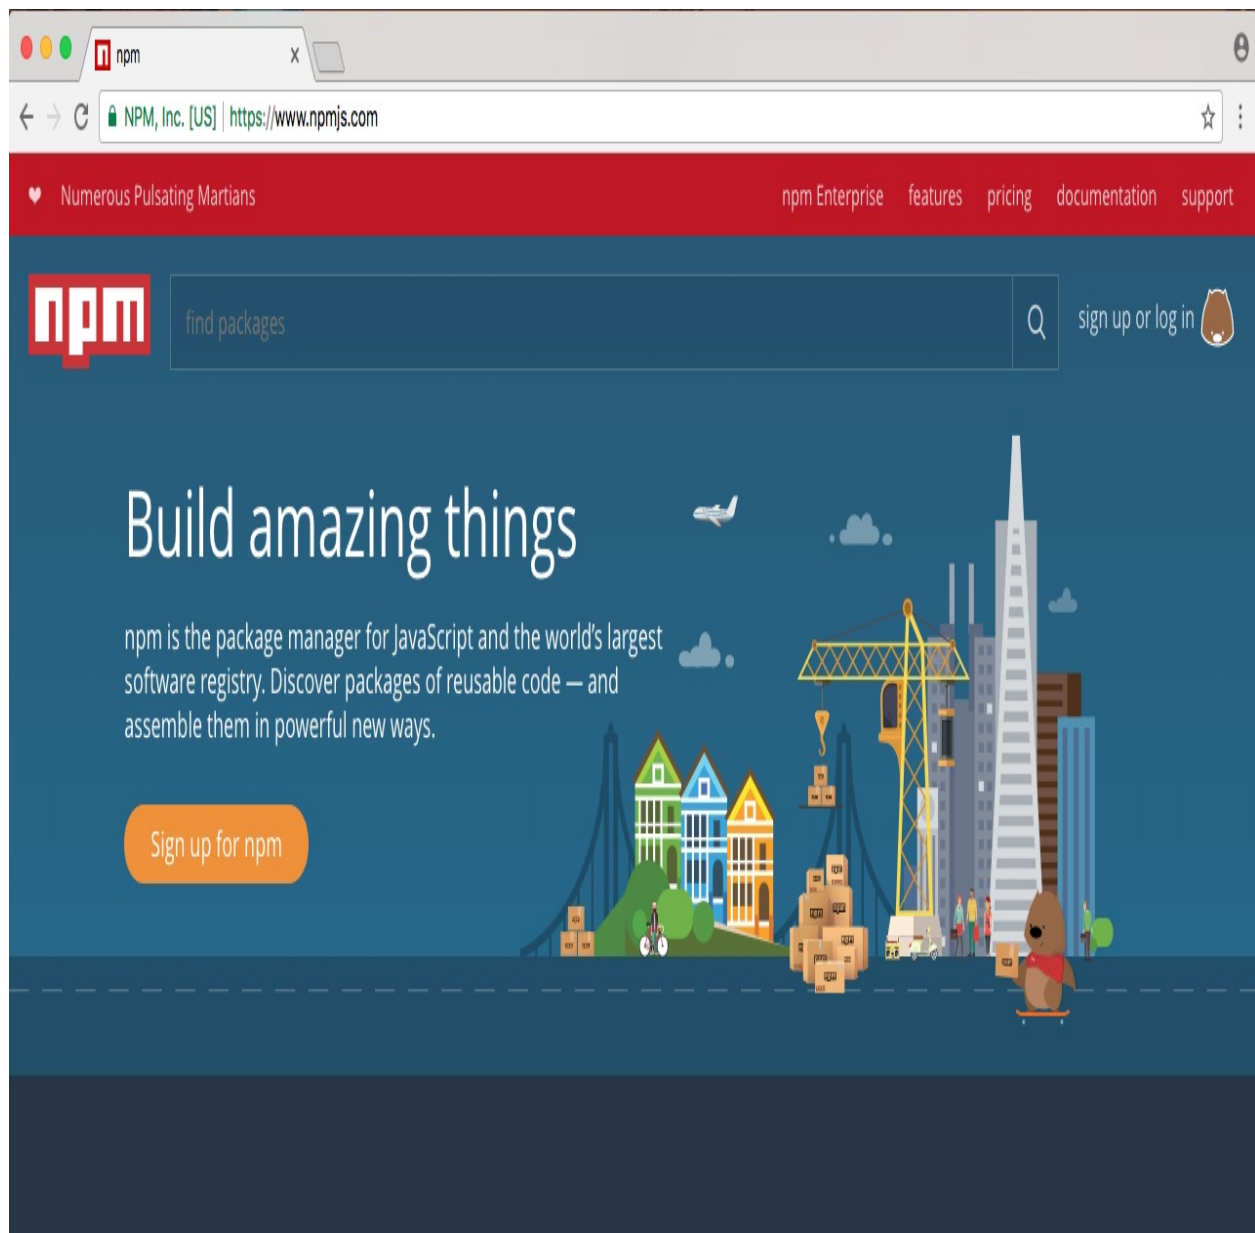 npm
NPM, Inc. [US] https://www.npmjs.com
Numerous Pulsating Martians
npm Enterprise features pricing documentation support
npm
find packages
sign up or log in
Build amazing things
npm is the package manager for JavaScript and the world's largest
software registry. Discover packages of reusable code — and
assemble them in powerful new ways.
Sign up for npm